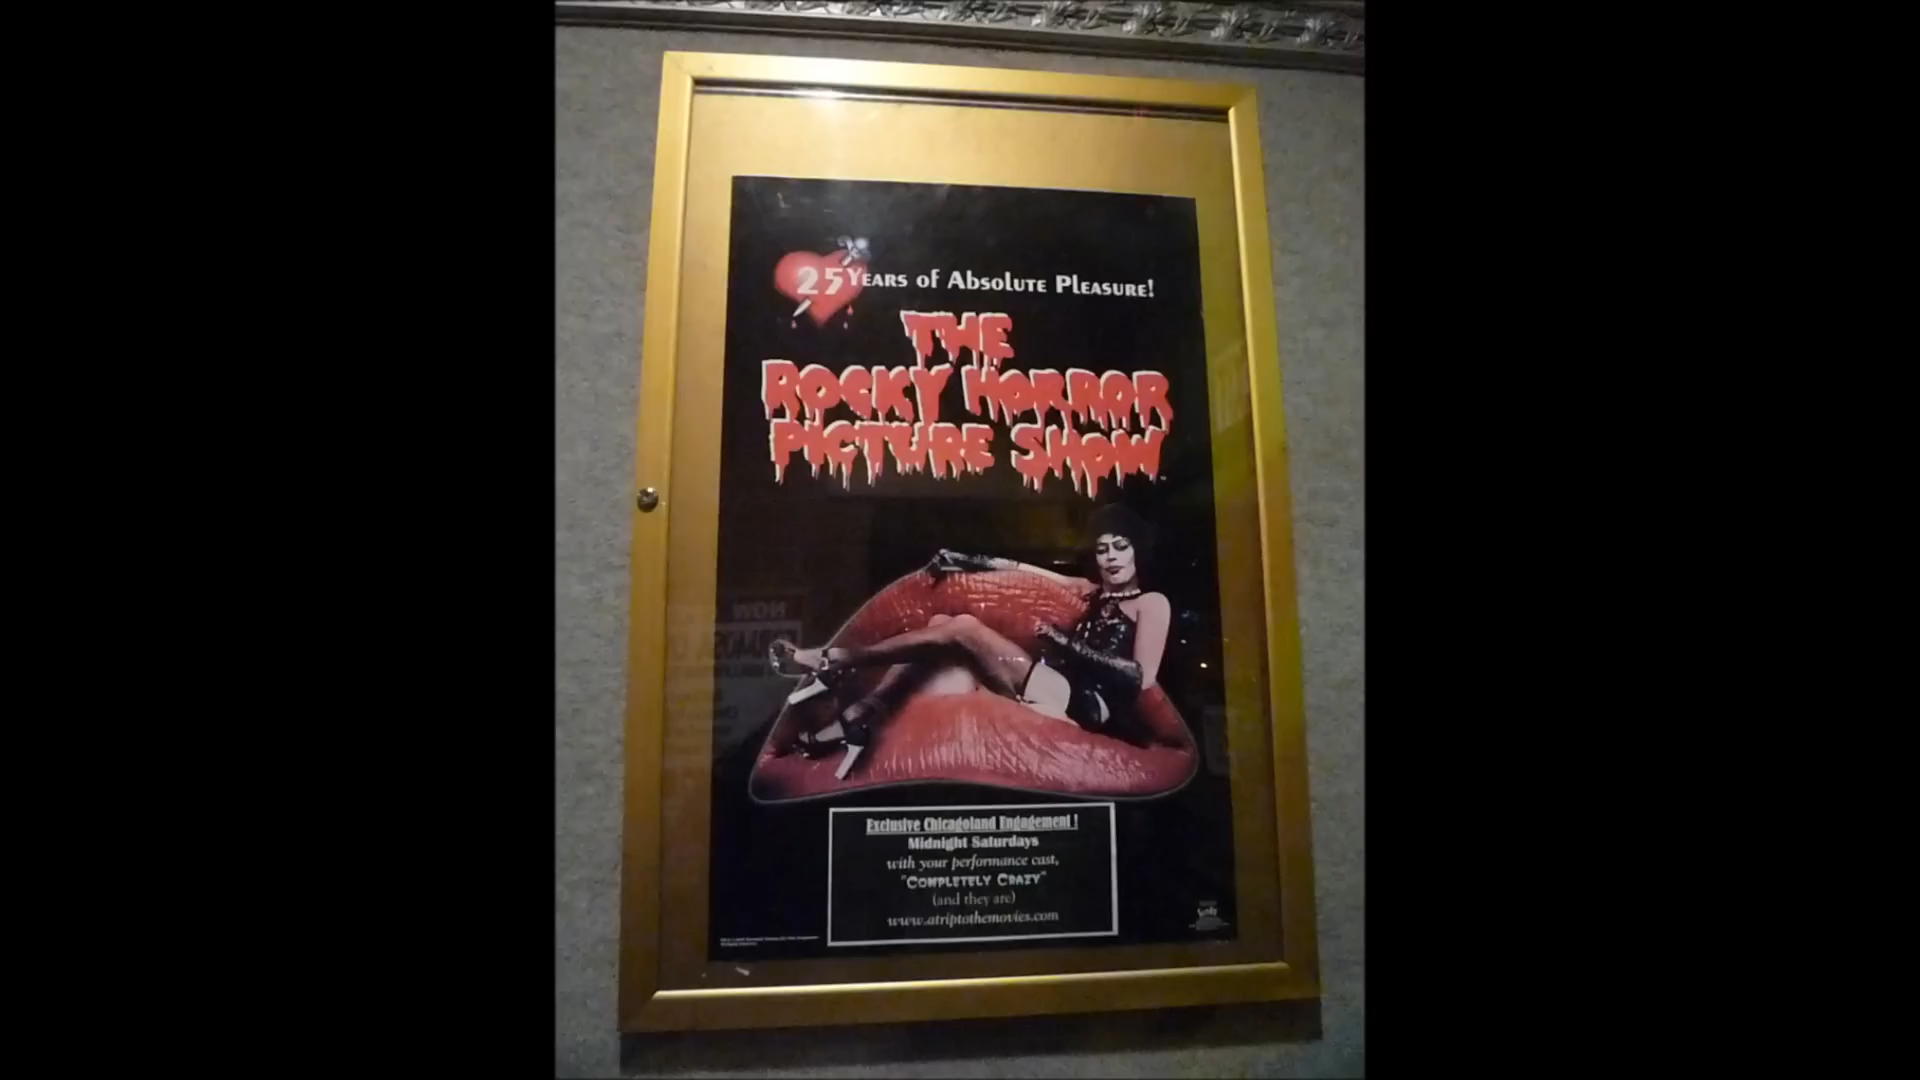 25 Years of Absolute Pleasure!
THE
ROCKY HORROR
PICTURE SHOW
Exclusive Chicagoland Engagement !
Midnight Saturdays
with your performance cast,
"COMPLETELY CRAZY"
(and they are)
www.atriptothemovies.com
NOW